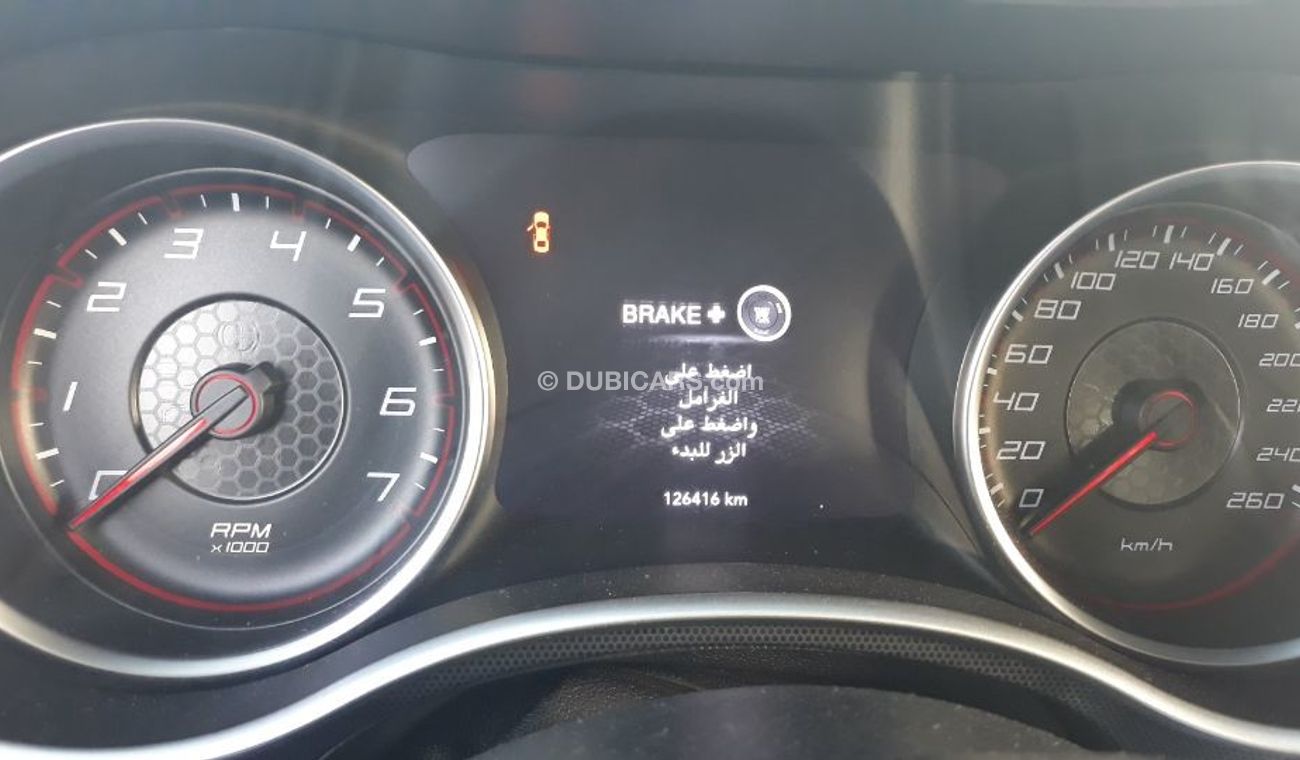 0 1 2 3 4 5 6 7
RPM
x1000
BRAKE +
اضغط على
الفرامل
واضغط على
الزر للبدء
126416 km
© DUBICARS.com
0 20 40 60 80 100 120 140 160 180 200 240 260
km/h